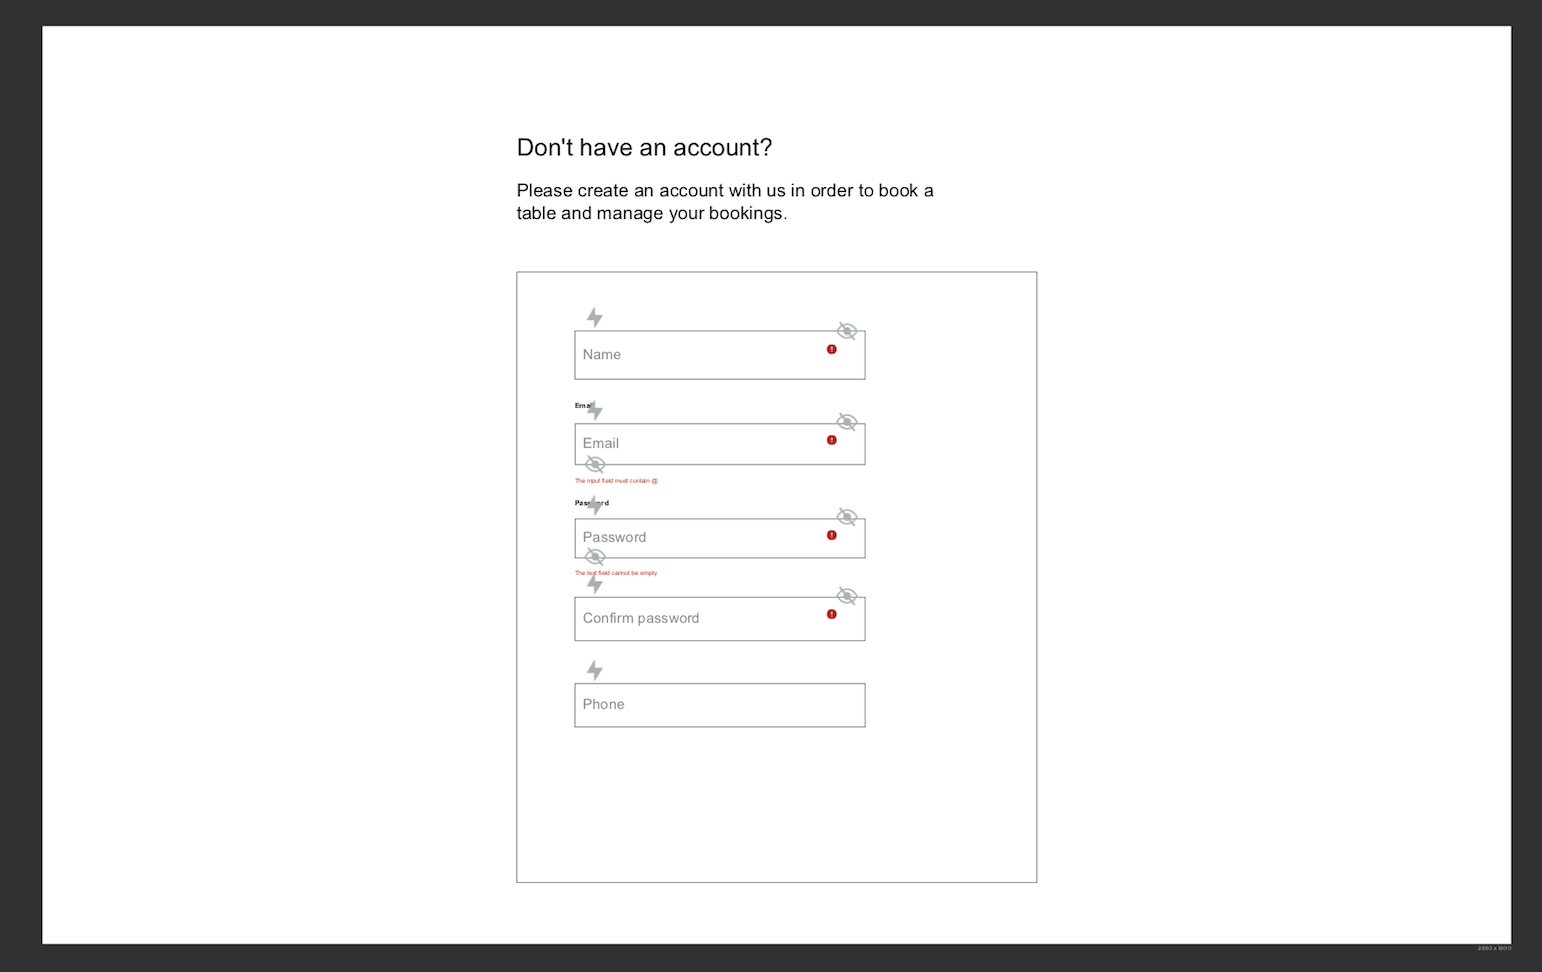 Don't have an account?
Please create an account with us in order to book a
table and manage your bookings.
Name
Email
Email
The input field must contain @
Password
Password
The text field cannot be empty
Confirm password
Phone